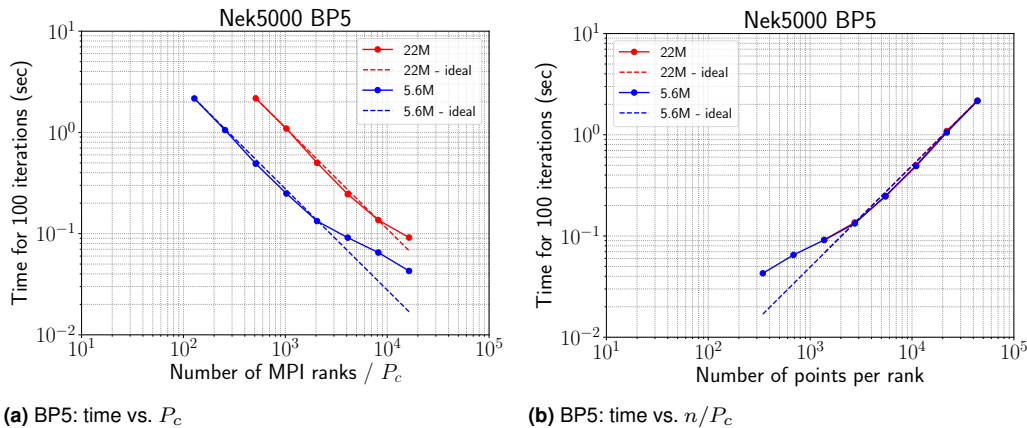 Nek5000 BP5
Time for 100 iterations (sec)
10^1
10^0
10^-1
10^-2
22M
22M - ideal
5.6M
5.6M - ideal
10^1 10^2 10^3 10^4 10^5
Number of MPI ranks / P_c
(a) BP5: time vs. P_c
Nek5000 BP5
Time for 100 iterations (sec)
10^1
10^0
10^-1
10^-2
22M
22M - ideal
5.6M
5.6M - ideal
10^1 10^2 10^3 10^4 10^5
Number of points per rank
(b) BP5: time vs. n/P_c